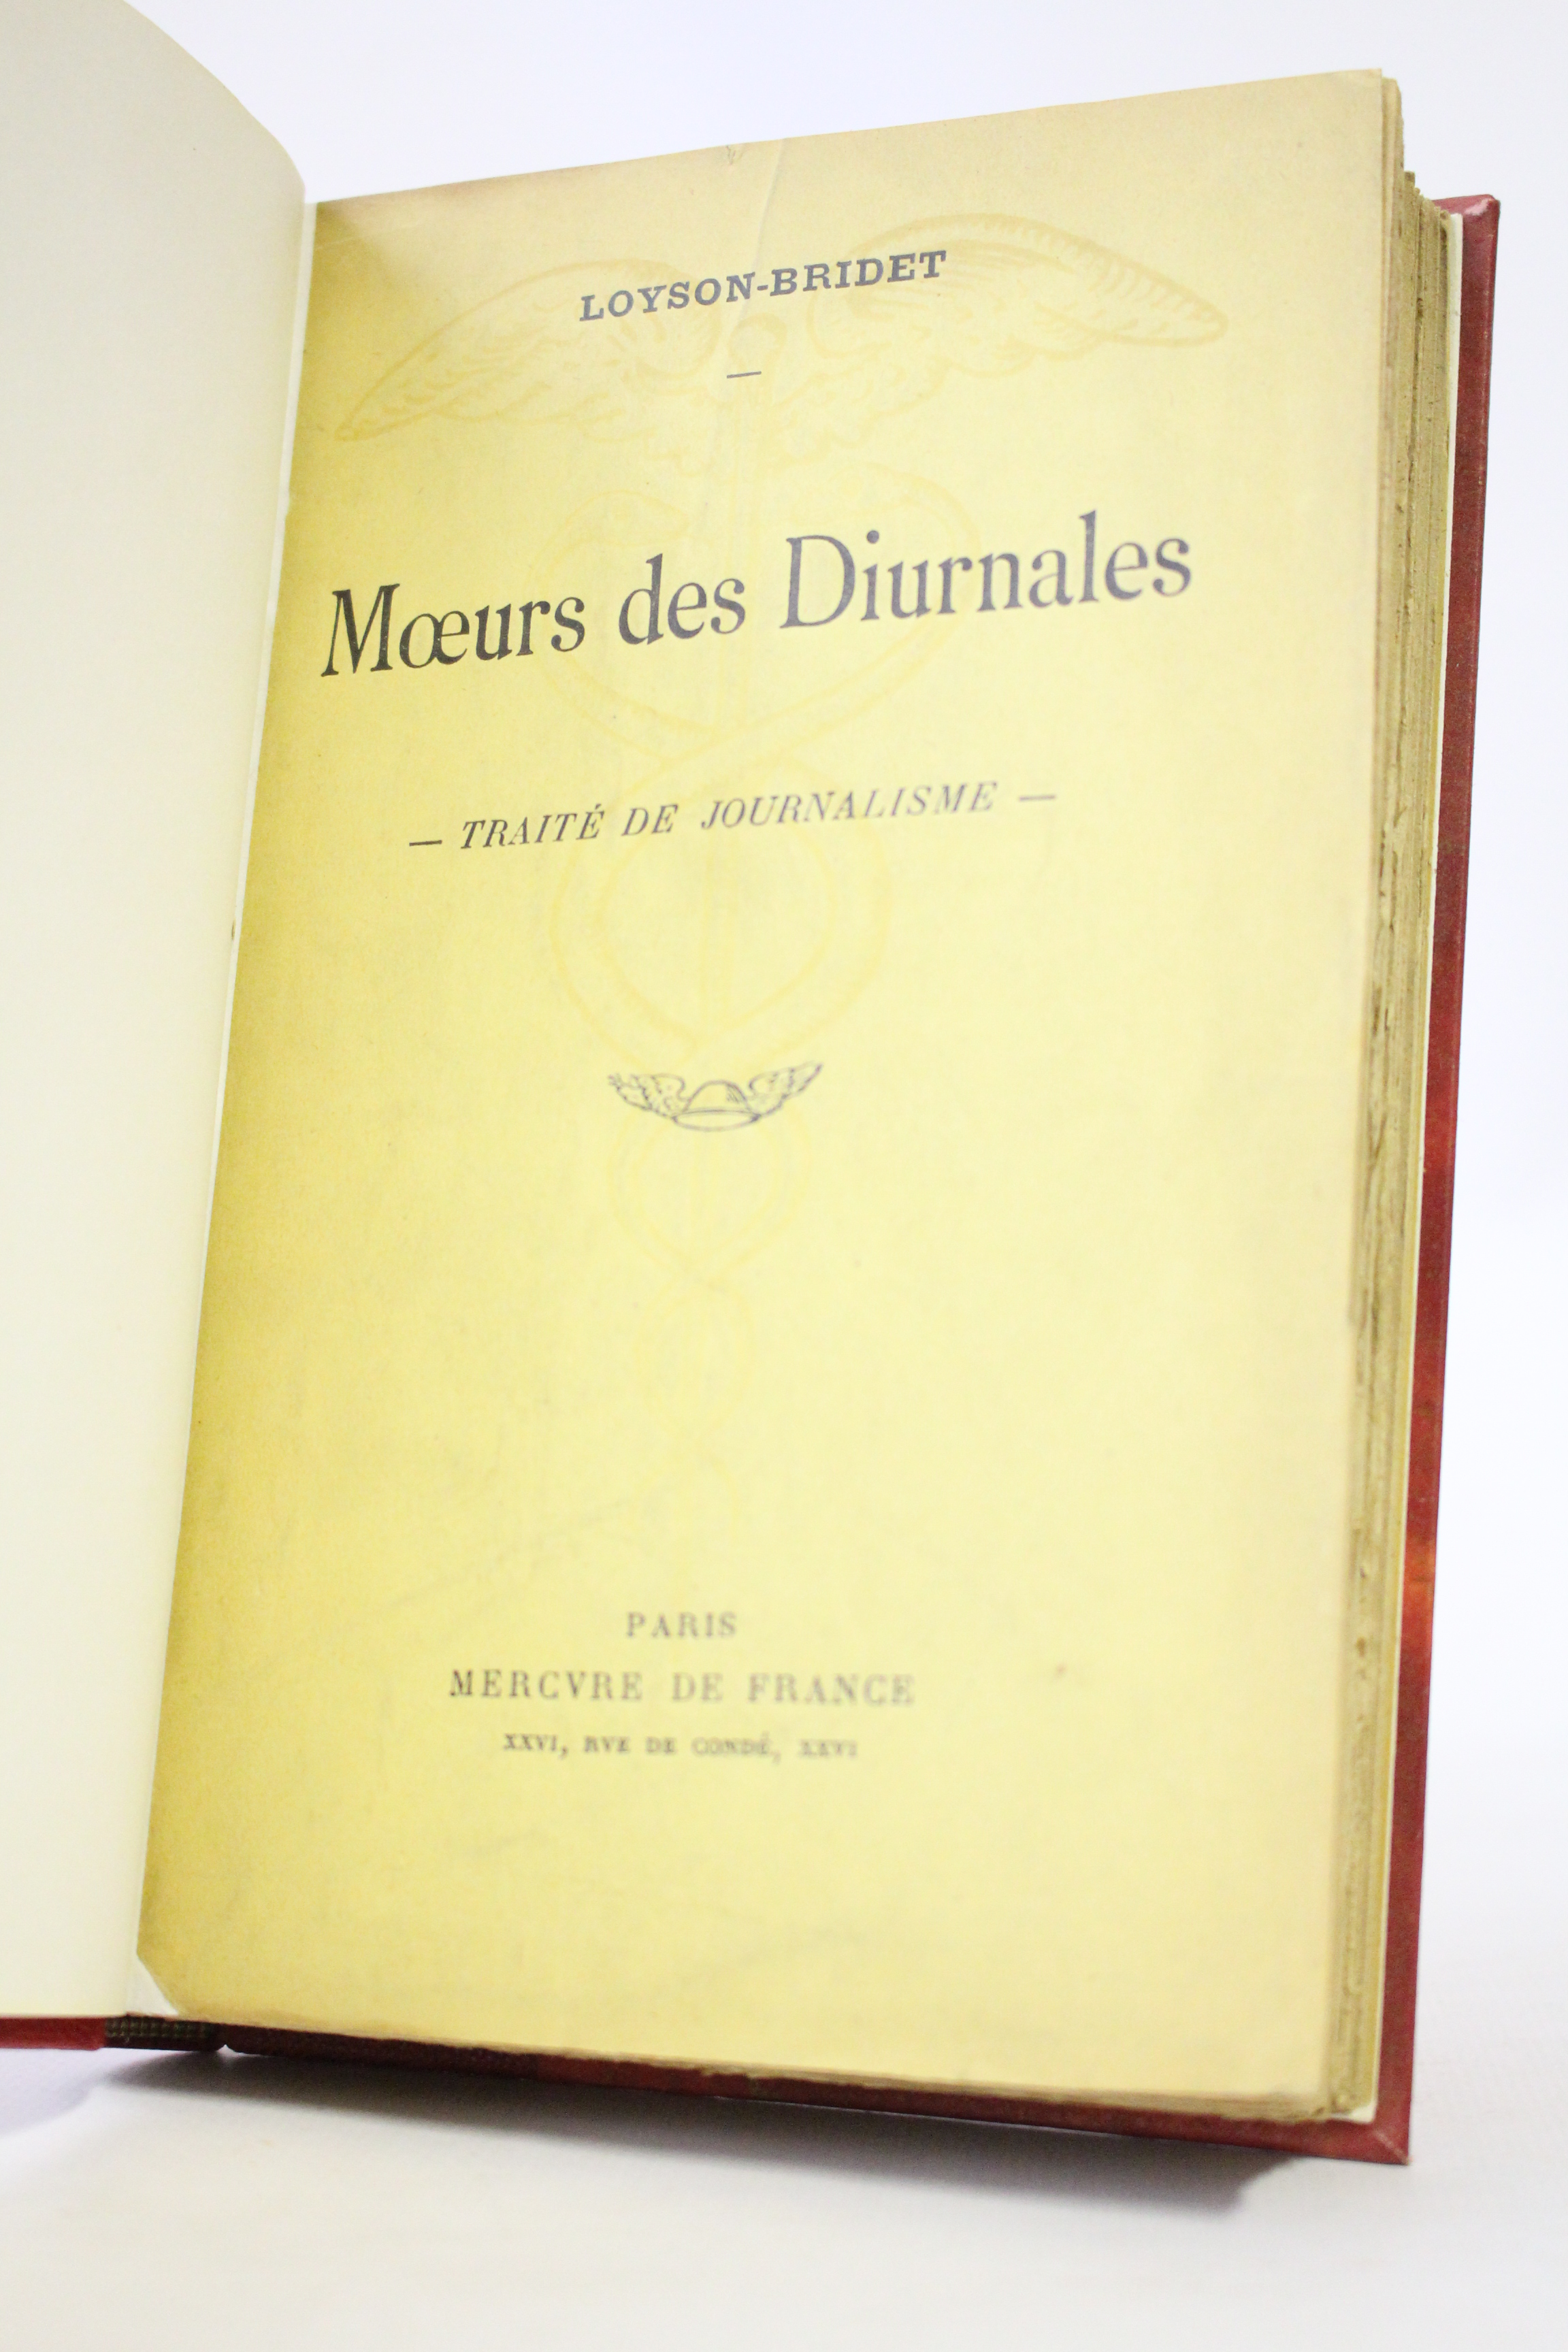 LOYSON-BRIDET
—
Mœurs des Diurnales
— TRAITÉ DE JOURNALISME —
PARIS
MERCVRE DE FRANCE
XXVI, RVE DE CONDÉ, XXVI